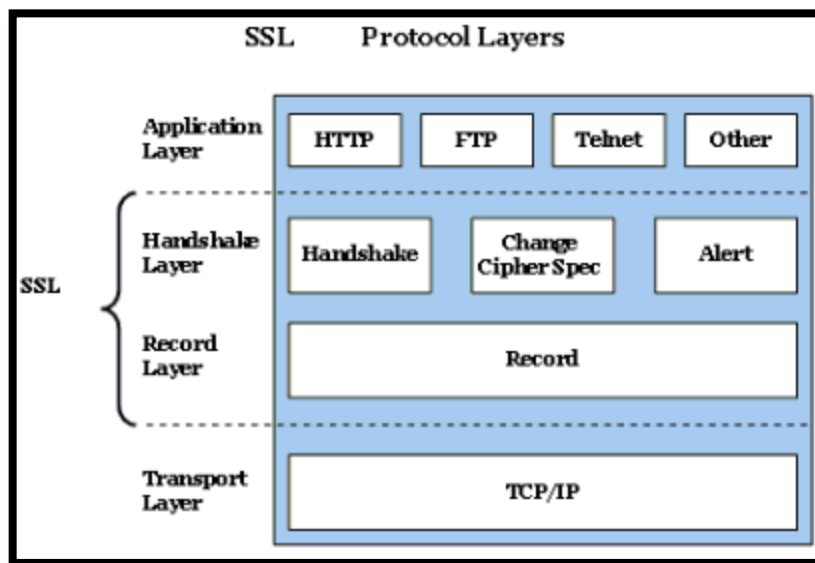 SSL Protocol Layers
Application
Layer
HTTP
FTP
Telnet
Other
SSL
Handshake
Layer
Handshake
Change
Cipher Spec
Alert
Record
Layer
Record
Transport
Layer
TCP/IP